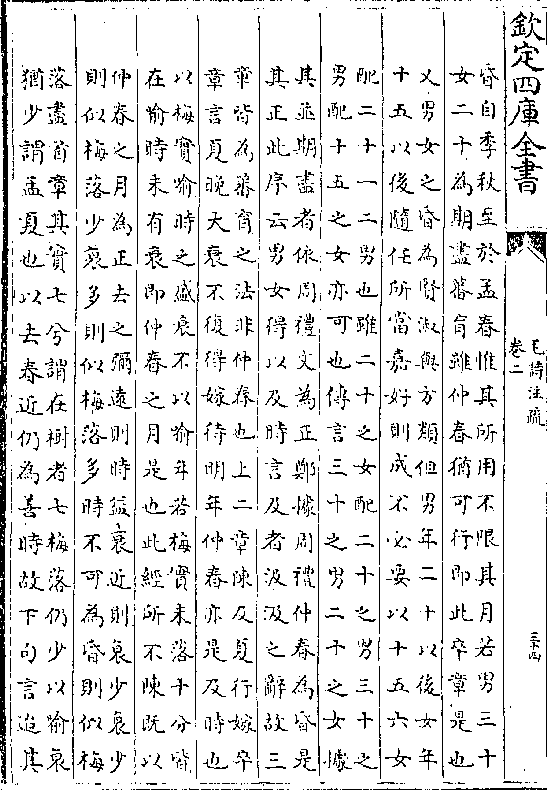 欽定四庫全書
毛詩注疏
卷二
三十四
昏自季秋至於孟春惟其所用不限其月若男三十
女二十為期盡蕃育雖仲春猶可行即此卒章是也
又男女之昏為賢淑與方類但男年二十以後女年
十五以後隨任所當嘉好則成不必要以十五六女
配二十一二男也雖二十之女配二十之男三十之
男配十五之女亦可也傳言三十之男二十之女據
其並期盡者依周禮文為正鄭據周禮仲春為昏是
其正此序云男女得以及時言及者汲汲之辭故三
章皆為蕃育之法非仲春也上二章陳及夏行嫁卒
章言夏晚大衰不復得嫁待明年仲春亦是及時也
以梅實喻時之盛衰不以喻年若梅實未落十分皆
在喻時未有衰即仲春之月是也此經所不陳既以
仲春之月為正去之彌遠則時益衰近則衰少衰少
則似梅落少衰多則似梅落多時不可為昏則似梅
落盡首章其實七兮謂在樹者七梅落仍少以喻衰
猶少謂孟夏也以去春近仍為善時故下句言迨其